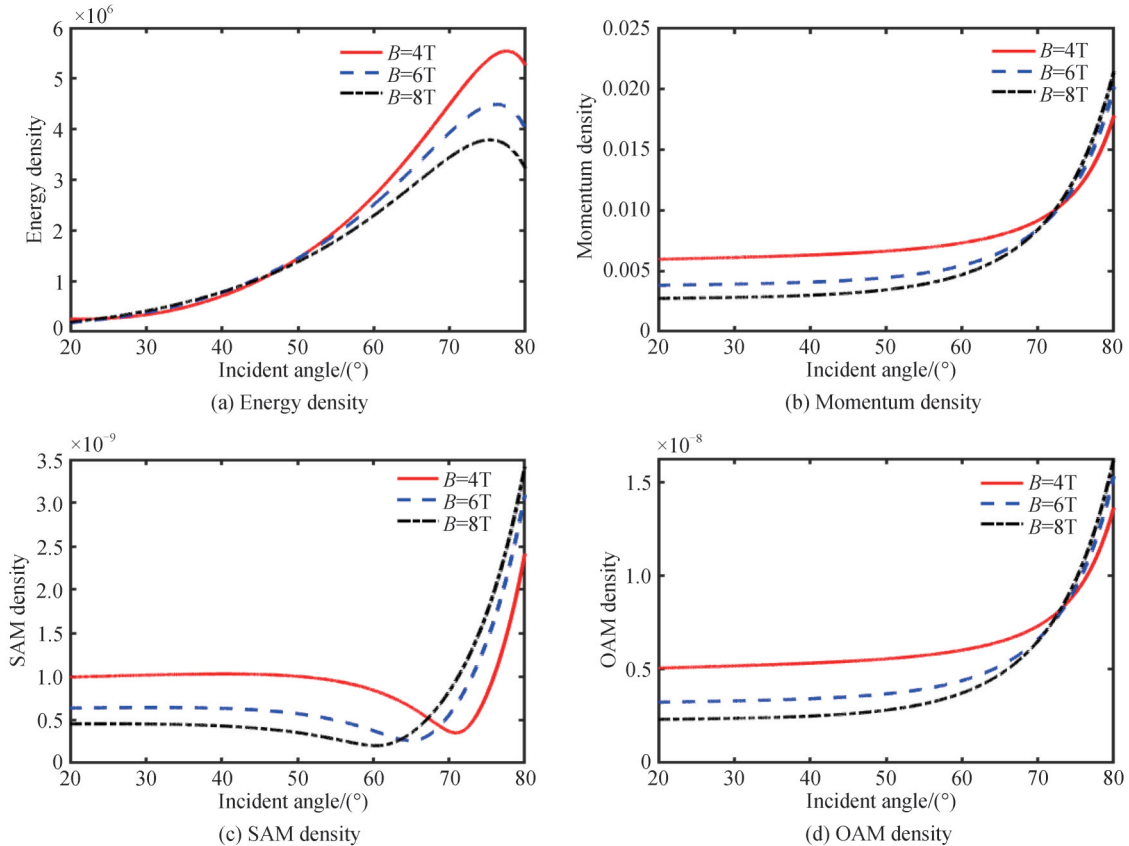 ×10⁶
6
5
4
3
2
1
0
Energy density
B=4T
B=6T
B=8T
20 30 40 50 60 70 80
Incident angle/(°)
(a) Energy density
0.025
0.020
0.015
0.010
0.005
0
Momentum density
B=4T
B=6T
B=8T
20 30 40 50 60 70 80
Incident angle/(°)
(b) Momentum density
×10⁻⁹
3.5
3.0
2.5
2.0
1.5
1.0
0.5
0
SAM density
B=4T
B=6T
B=8T
20 30 40 50 60 70 80
Incident angle/(°)
(c) SAM density
×10⁻⁸
1.5
1.0
0.5
0
OAM density
B=4T
B=6T
B=8T
20 30 40 50 60 70 80
Incident angle/(°)
(d) OAM density